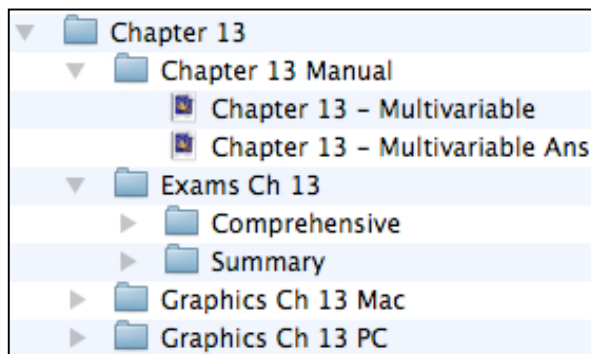 Chapter 13
Chapter 13 Manual
Chapter 13 – Multivariable
Chapter 13 – Multivariable Ans
Exams Ch 13
Comprehensive
Summary
Graphics Ch 13 Mac
Graphics Ch 13 PC